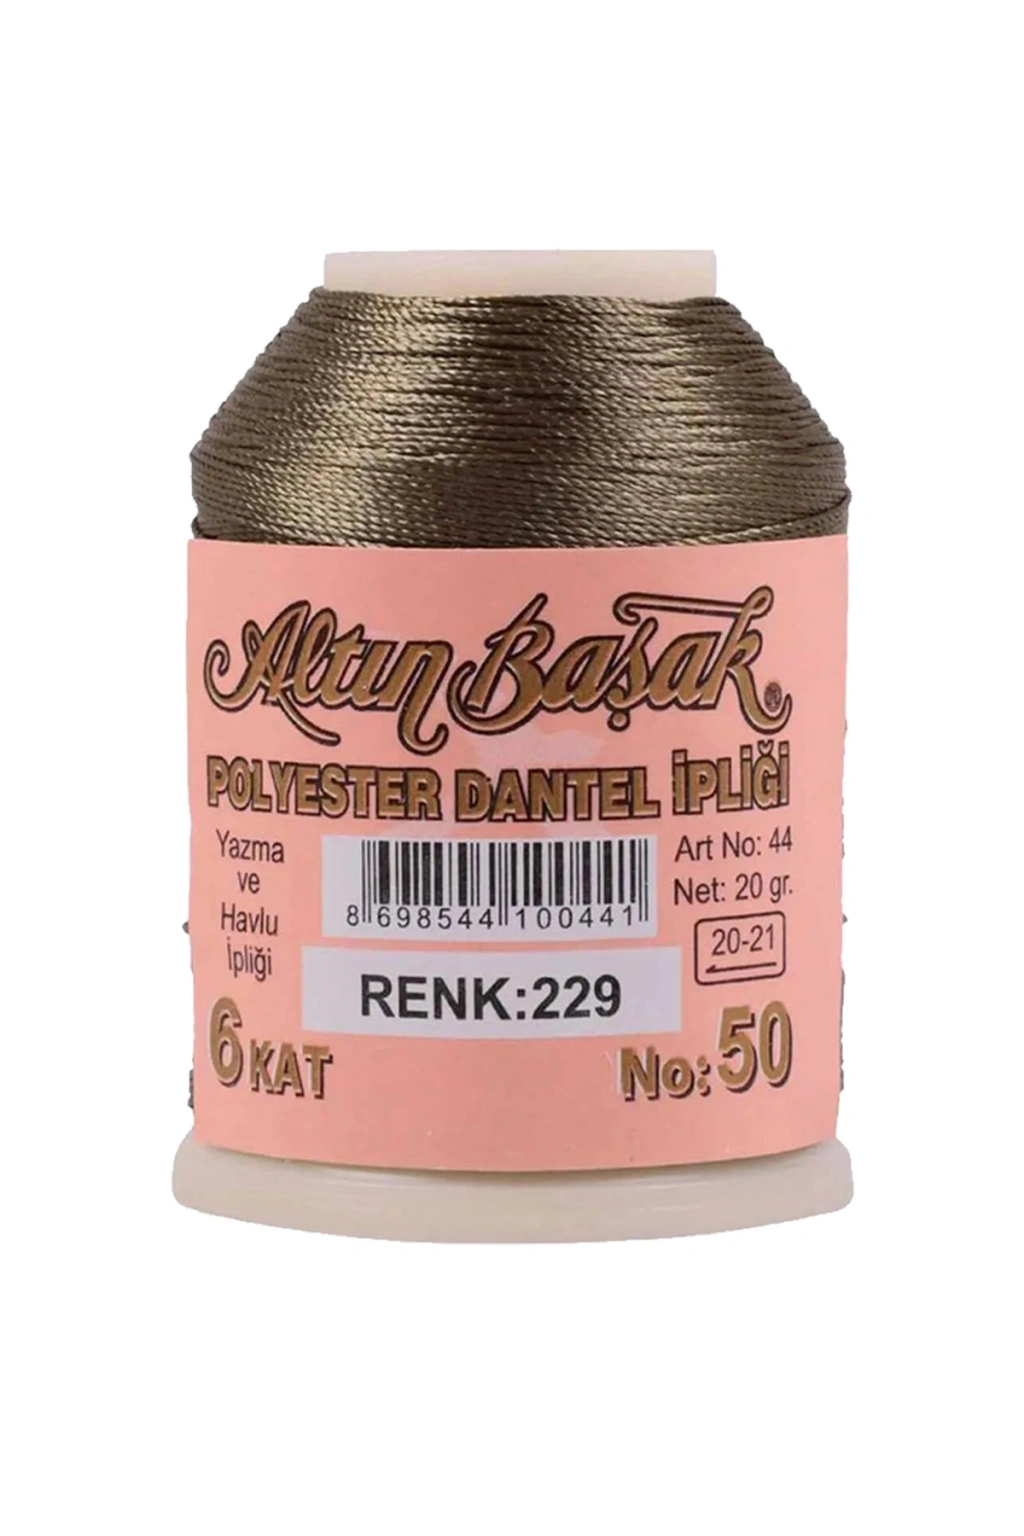 Altın Başak ®
POLYESTER DANTEL İPLİĞİ
Yazma
ve
Havlu
İpliği
8 698544 100441
Art No: 44
Net: 20 gr.
20-21
RENK:229
6 KAT
No: 50